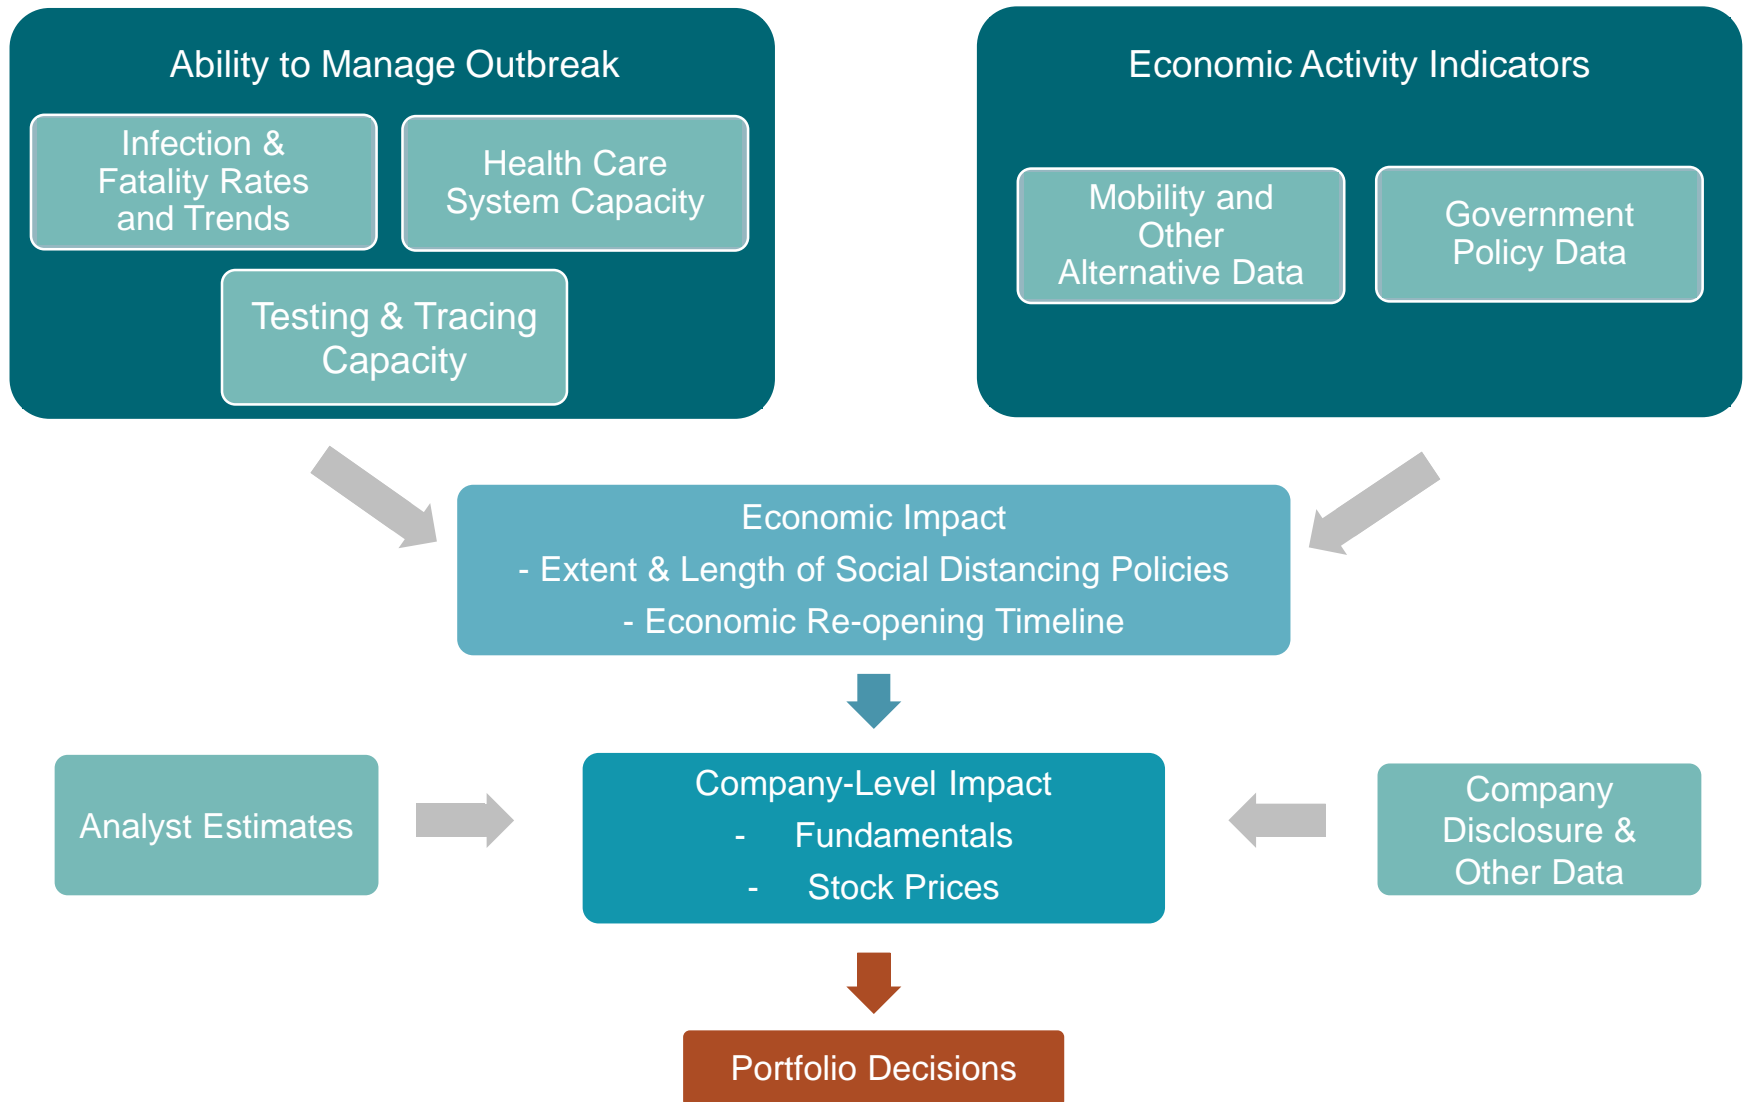 Ability to Manage Outbreak
Infection &
Fatality Rates
and Trends
Health Care
System Capacity
Testing & Tracing
Capacity
Economic Activity Indicators
Mobility and
Other
Alternative Data
Government
Policy Data
Economic Impact
- Extent & Length of Social Distancing Policies
- Economic Re-opening Timeline
Analyst Estimates
Company-Level Impact
- Fundamentals
- Stock Prices
Company
Disclosure &
Other Data
Portfolio Decisions